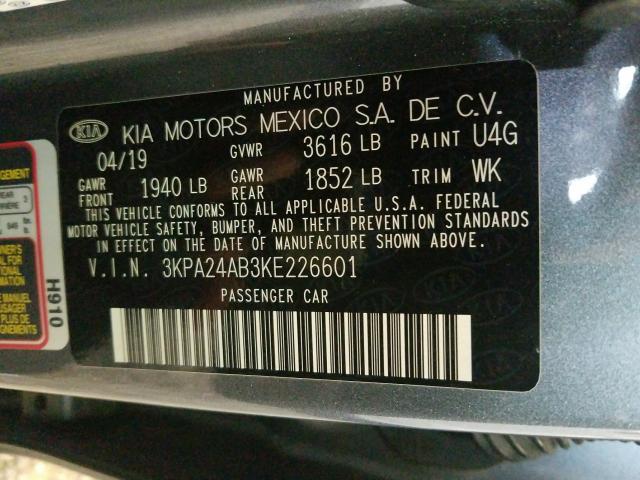 MANUFACTURED BY
KIA KIA MOTORS MEXICO S.A. DE C.V.
04/19 GVWR 3616 LB PAINT U4G
GAWR FRONT 1940 LB GAWR REAR 1852 LB TRIM WK
THIS VEHICLE CONFORMS TO ALL APPLICABLE U.S.A. FEDERAL
MOTOR VEHICLE SAFETY, BUMPER, AND THEFT PREVENTION STANDARDS
IN EFFECT ON THE DATE OF MANUFACTURE SHOWN ABOVE.
V.I.N. 3KPA24AB3KE226601
PASSENGER CAR
H910